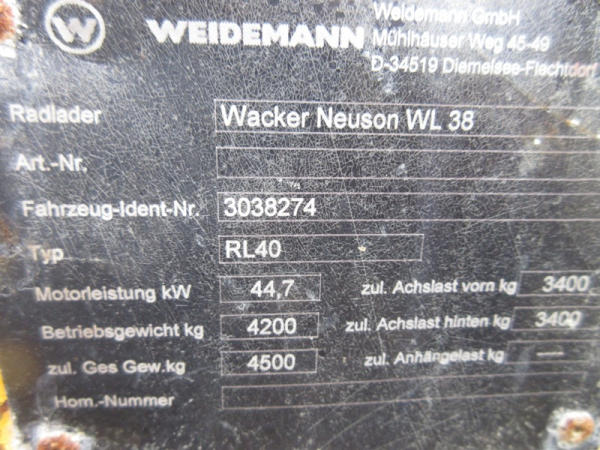 W WEIDEMANN
Weidemann GmbH
Mühlhäuser Weg 45-49
D-34519 Diemelsee-Flechtdorf
Radlader Wacker Neuson WL 38
Art.-Nr.
Fahrzeug-Ident-Nr. 3038274
Typ RL40
Motorleistung kW 44,7 zul. Achslast vorn kg 3400
Betriebsgewicht kg 4200 zul. Achslast hinten kg 3400
zul. Ges Gew.kg 4500 zul. Anhängelast kg —
Hom.-Nummer